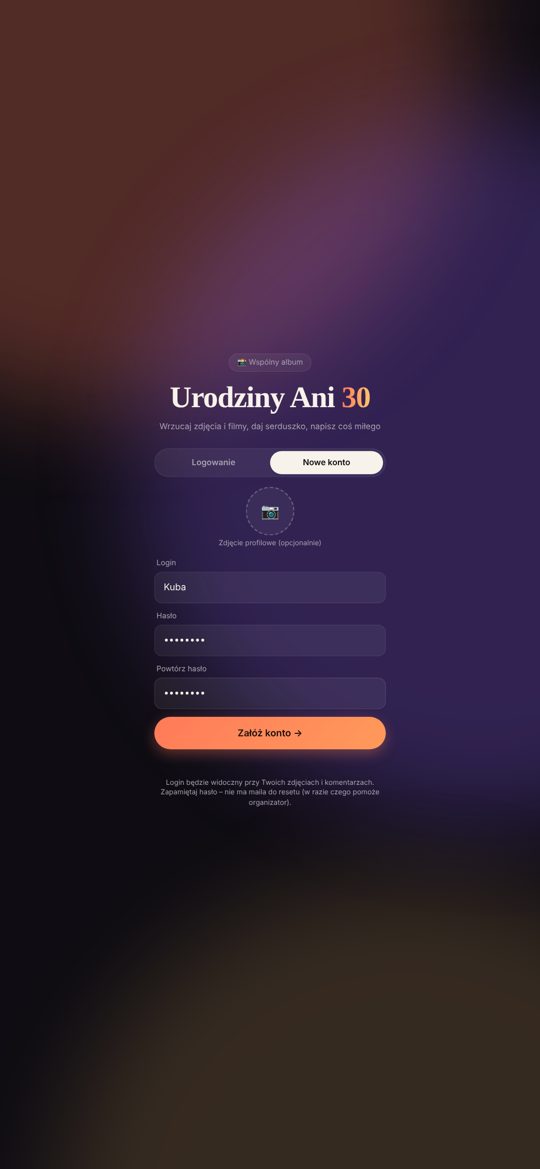 📸 Wspólny album
Urodziny Ani 30
Wrzucaj zdjęcia i filmy, daj serduszko, napisz coś miłego
Logowanie
Nowe konto
Zdjęcie profilowe (opcjonalnie)
Login
Kuba
Hasło
••••••••
Powtórz hasło
••••••••
Załóż konto →
Login będzie widoczny przy Twoich zdjęciach i komentarzach.
Zapamiętaj hasło – nie ma maila do resetu (w razie czego pomoże
organizator).